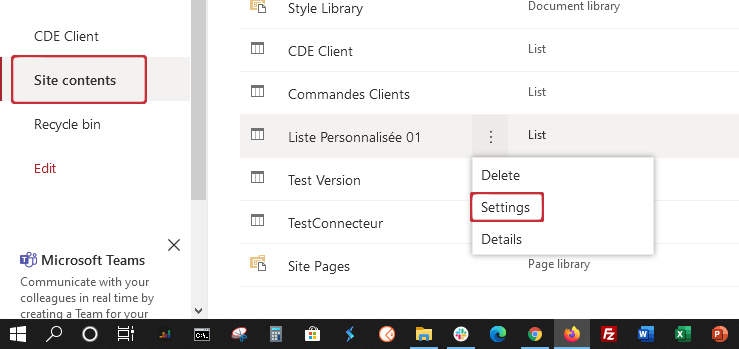 Style Library Document library
CDE Client
CDE Client List
Site contents
Commandes Clients List
Recycle bin
Liste Personnalisée 01 List
Edit
Delete
Test Version
Settings
TestConnecteur
Details
Microsoft Teams
Site Pages Page library
Communicate with your
colleagues in real time by
creating a Team for your